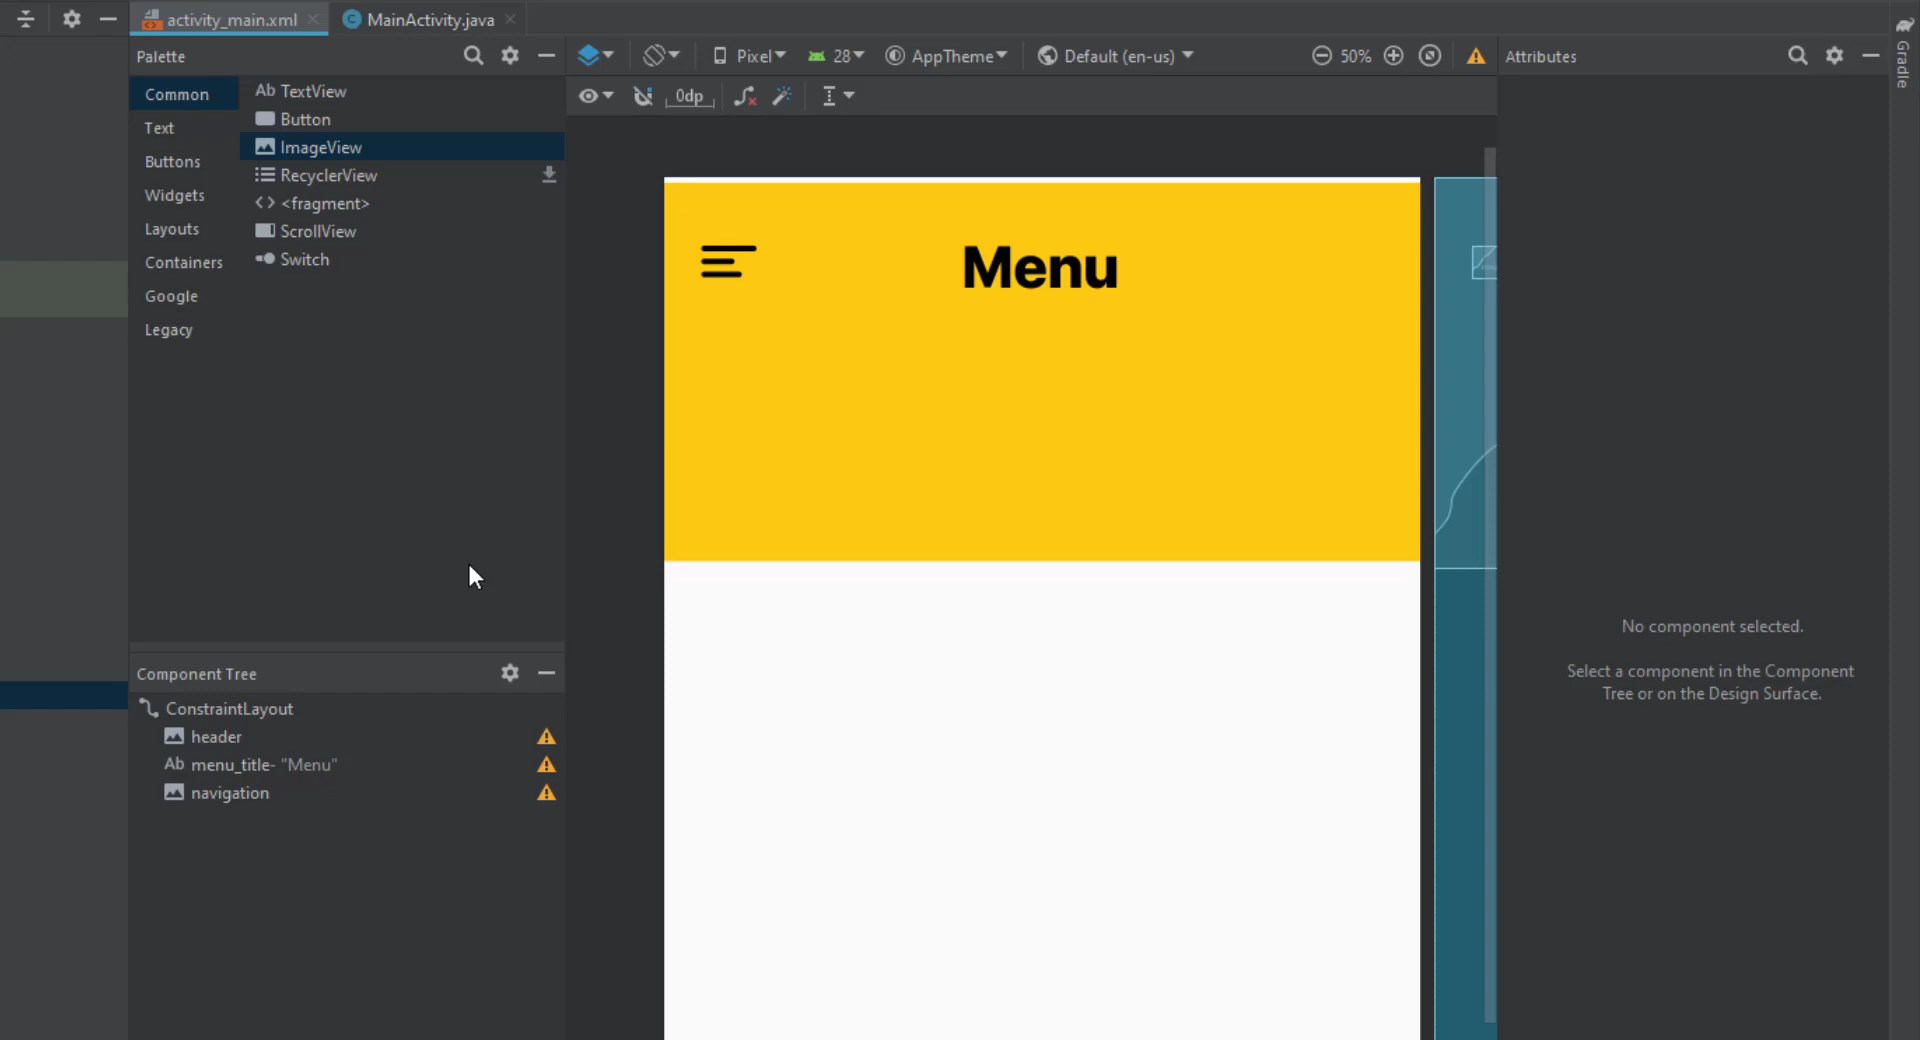 activity_main.xml
MainActivity.java
Palette
Pixel
28
AppTheme
Default (en-us)
50%
Attributes
Gradle
0dp
Common
Text
Buttons
Widgets
Layouts
Containers
Google
Legacy
Ab TextView
Button
ImageView
RecyclerView
<fragment>
ScrollView
Switch
Menu
Component Tree
ConstraintLayout
header
Ab menu_title- "Menu"
navigation
No component selected.
Select a component in the Component
Tree or on the Design Surface.